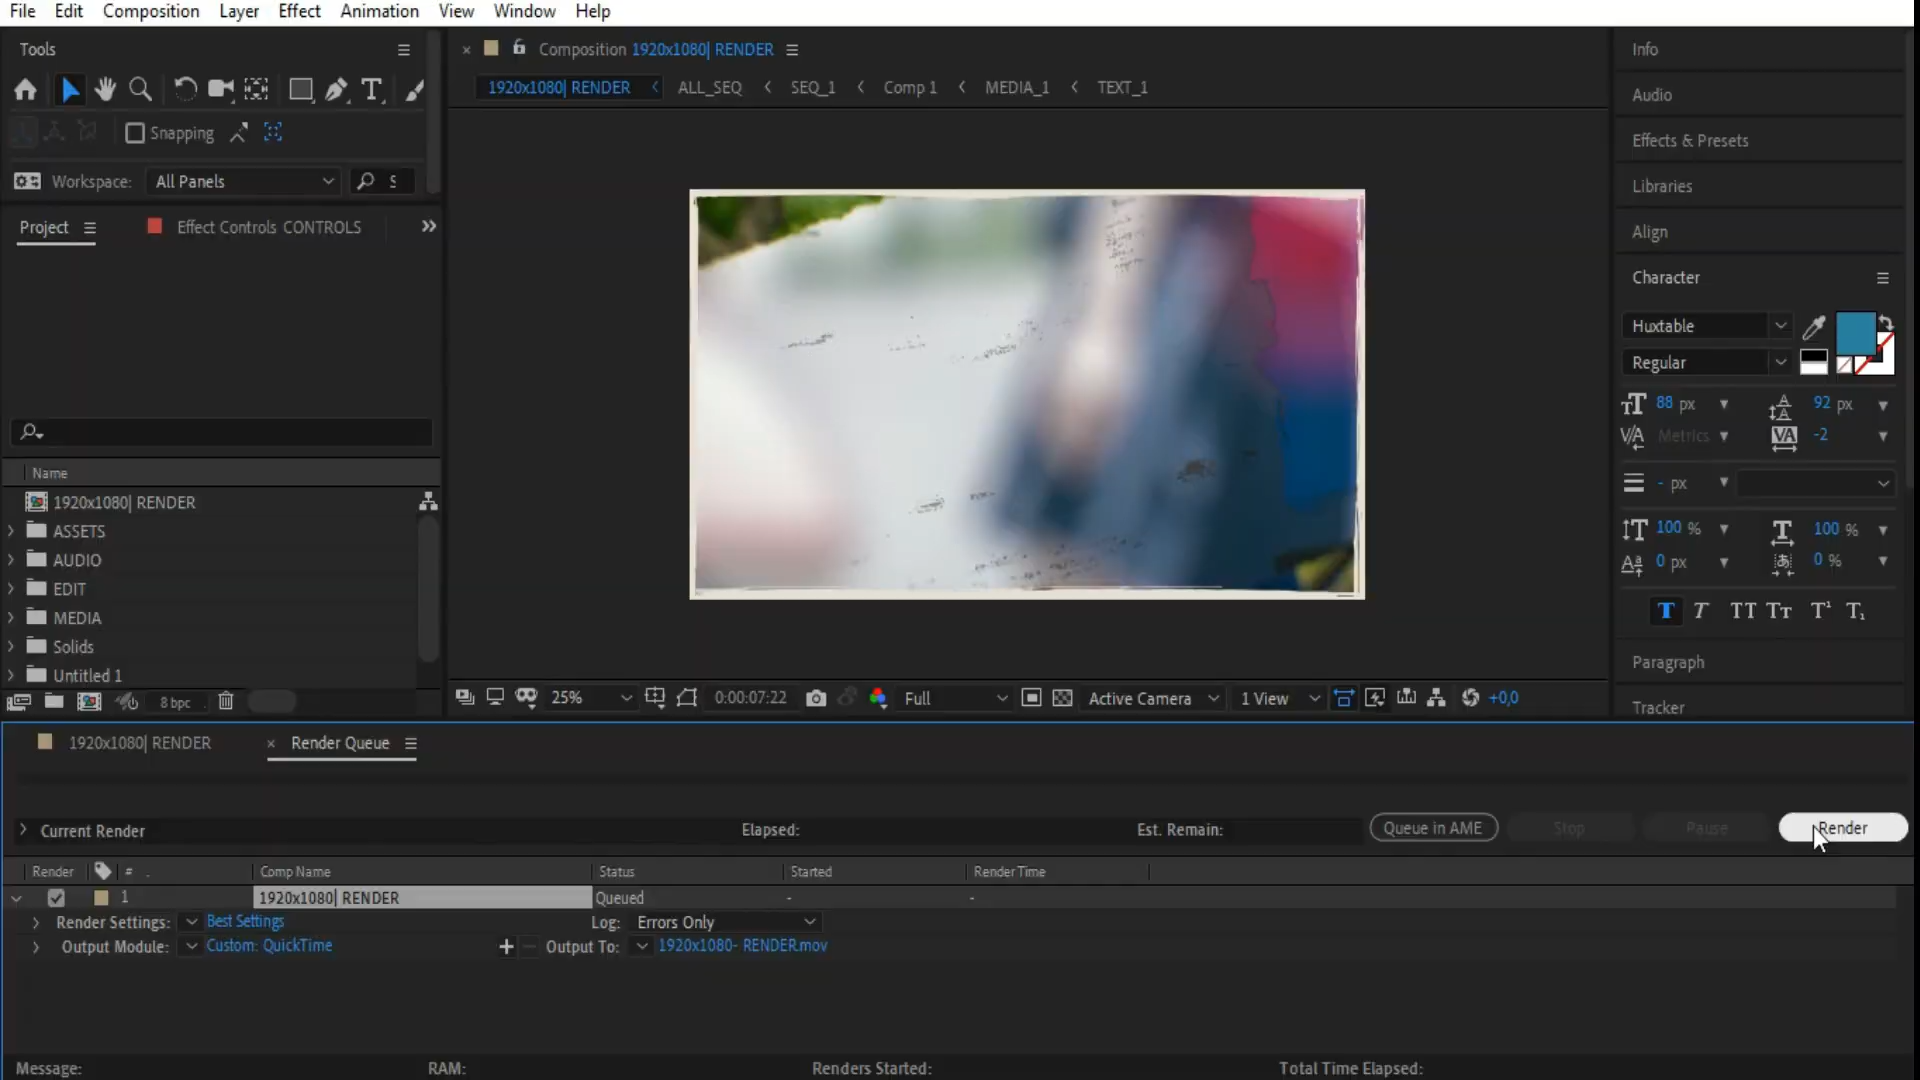 File Edit Composition Layer Effect Animation View Window Help
Tools
Snapping
Workspace: All Panels S
Project Effect Controls CONTROLS
Name
1920x1080| RENDER
ASSETS
AUDIO
EDIT
MEDIA
Solids
Untitled 1
8 bpc
Composition 1920x1080| RENDER
1920x1080| RENDER ALL_SEQ SEQ_1 Comp 1 MEDIA_1 TEXT_1
25% 0:00:07:22 Full Active Camera 1 View +0,0
Info
Audio
Effects & Presets
Libraries
Align
Character
Huxtable
Regular
88 px 92 px
Metrics -2
- px
100 % 100 %
0 px 0 %
Paragraph
Tracker
1920x1080| RENDER Render Queue
Current Render Elapsed: Est. Remain: Queue in AME Stop Pause Render
Render # . Comp Name Status Started Render Time
1 1920x1080| RENDER Queued - -
Render Settings: Best Settings Log: Errors Only
Output Module: Custom: QuickTime Output To: 1920x1080- RENDER.mov
Message: RAM: Renders Started: Total Time Elapsed: